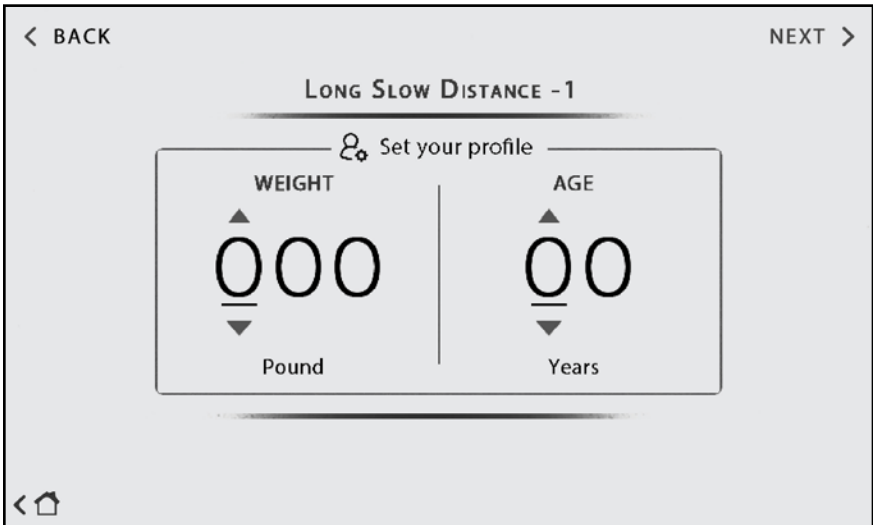 BACK
NEXT
LONG SLOW DISTANCE -1
Set your profile
WEIGHT
AGE
000
00
Pound
Years